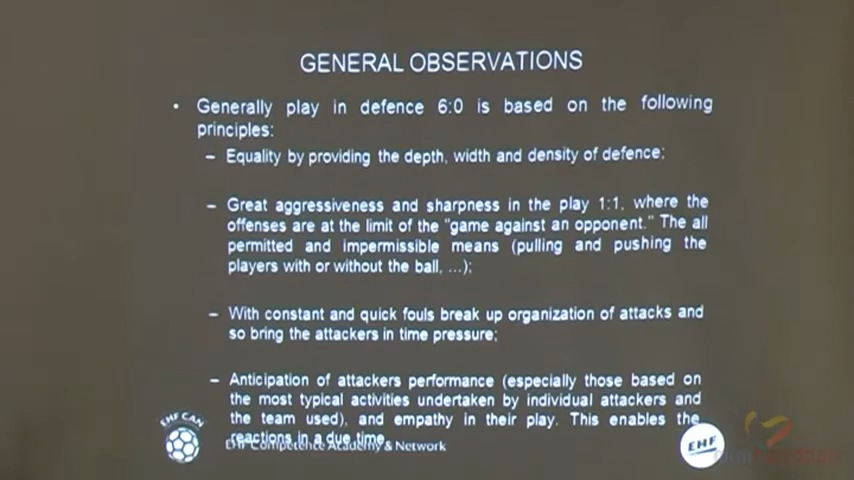 GENERAL OBSERVATIONS
• Generally play in defence 6:0 is based on the following
principles:
– Equality by providing the depth, width and density of defence;
– Great aggressiveness and sharpness in the play 1:1, where the
offenses are at the limit of the "game against an opponent." The all
permitted and impermissible means (pulling and pushing the
players with or without the ball, ...);
– With constant and quick fouls break up organization of attacks and
so bring the attackers in time pressure;
– Anticipation of attackers performance (especially those based on
the most typical activities undertaken by individual attackers and
the team used), and empathy in their play. This enables the
reactions in a due time.
EHF CAN
EHF Competence Academy & Network
EHF